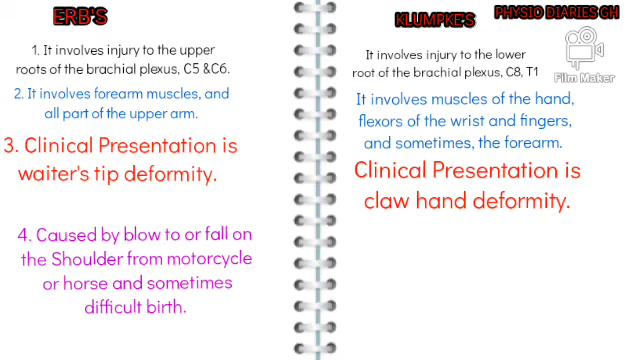 ERB'S
1. It involves injury to the upper
roots of the brachial plexus, C5 &C6.
2. It involves forearm muscles, and
all part of the upper arm.
3. Clinical Presentation is
waiter's tip deformity.
4. Caused by blow to or fall on
the Shoulder from motorcycle
or horse and sometimes
difficult birth.
KLUMPKE'S
PHYSIO DIARIES GH
Film Maker
It involves injury to the lower
root of the brachial plexus, C8, T1
It involves muscles of the hand,
flexors of the wrist and fingers,
and sometimes, the forearm.
Clinical Presentation is
claw hand deformity.